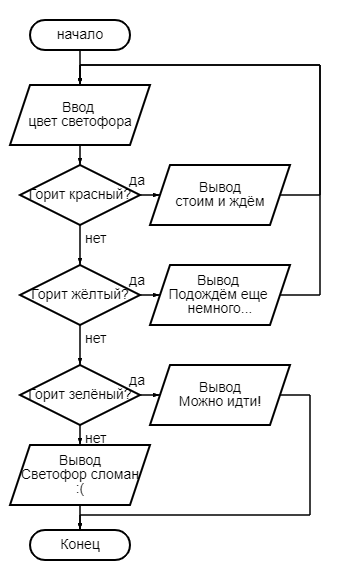 начало
Ввод
цвет светофора
Горит красный?
да
Вывод
стоим и ждём
нет
Горит жёлтый?
да
Вывод
Подождём еще
немного...
нет
Горит зелёный?
да
Вывод
Можно идти!
нет
Вывод
Светофор сломан
:(
Конец